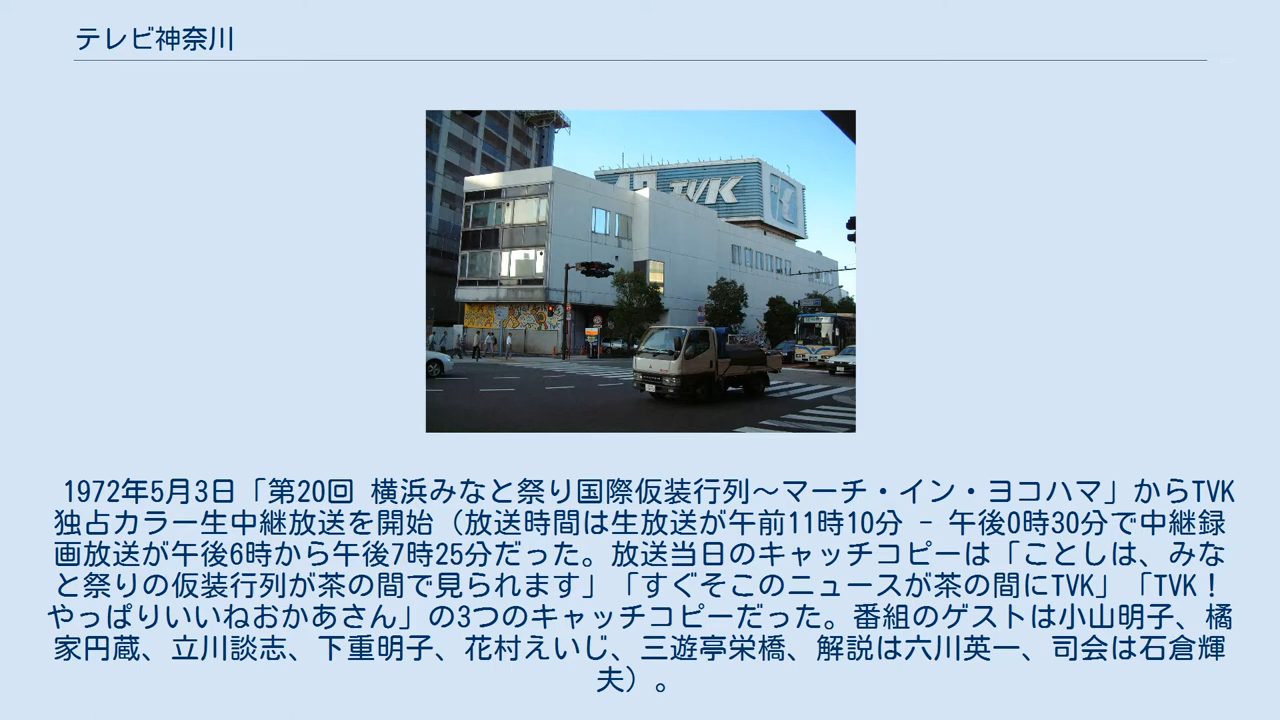 テレビ神奈川
TVK
1972年5月3日「第20回 横浜みなと祭り国際仮装行列～マーチ・イン・ヨコハマ」からTVK
独占カラー生中継放送を開始（放送時間は生放送が午前11時10分 - 午後0時30分で中継録
画放送が午後6時から午後7時25分だった。放送当日のキャッチコピーは「ことしは、みな
と祭りの仮装行列が茶の間で見られます」「すぐそこのニュースが茶の間にTVK」「TVK！
やっぱりいいねおかあさん」の3つのキャッチコピーだった。番組のゲストは小山明子、橘
家円蔵、立川談志、下重明子、花村えいじ、三遊亭栄橋、解説は六川英一、司会は石倉輝
夫）。